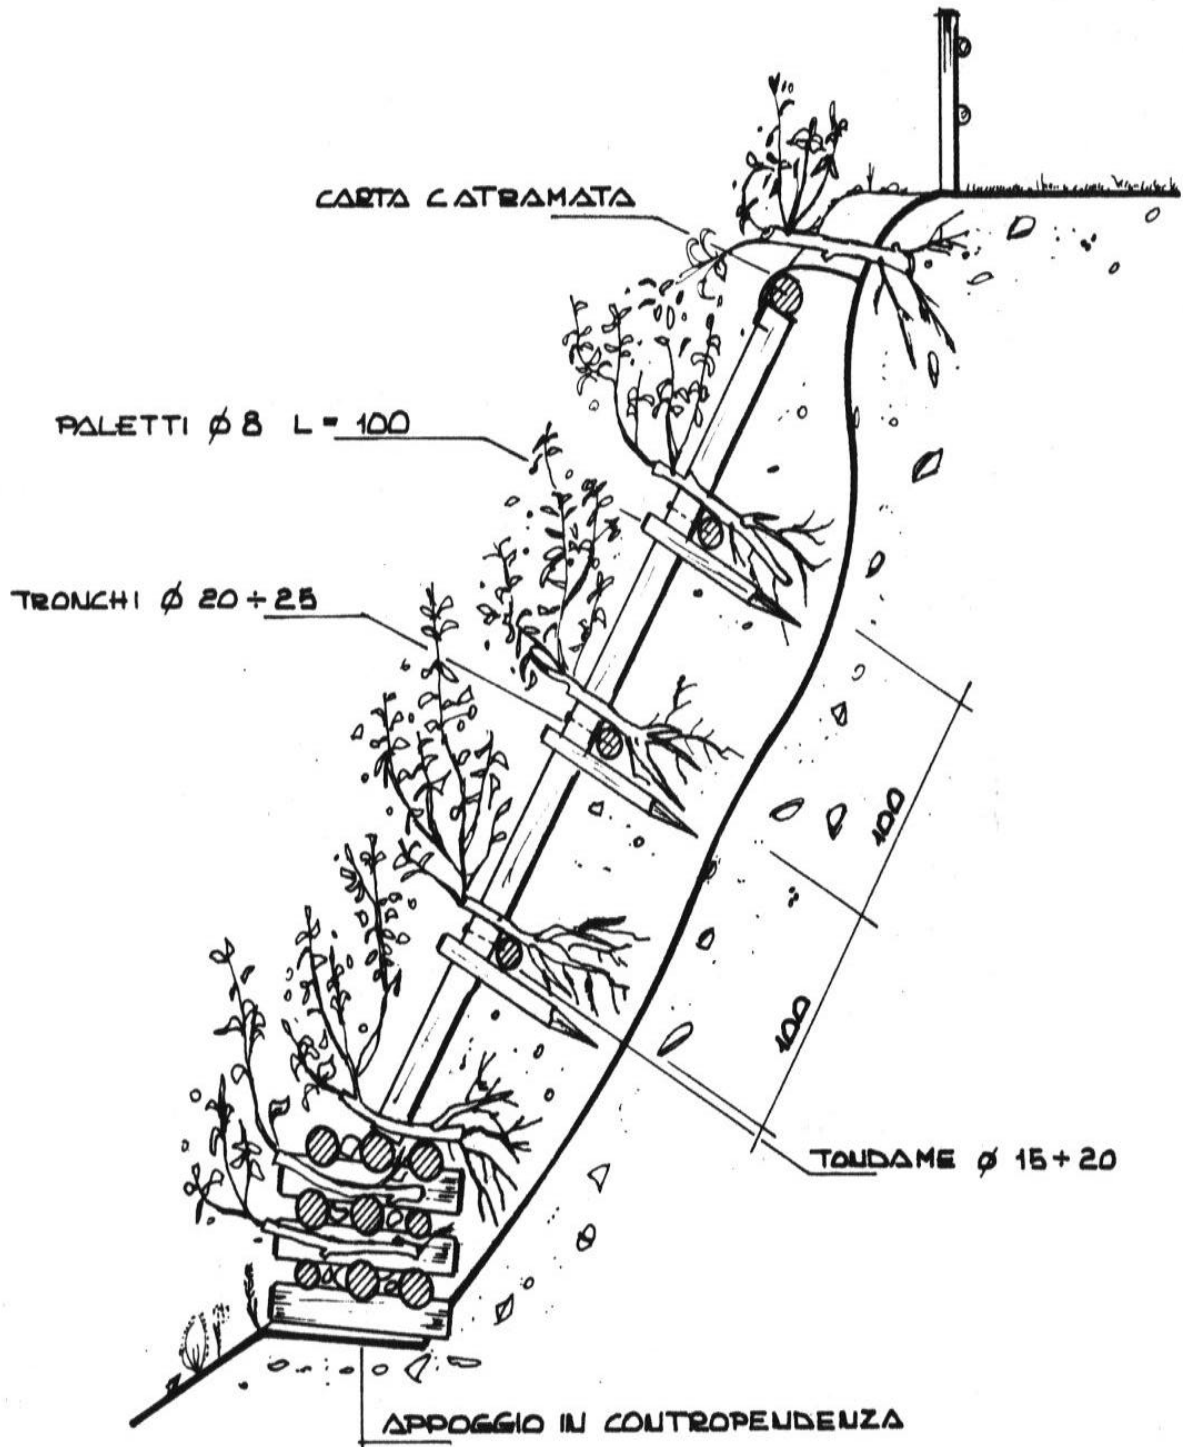 CARTA CATRAMATA
PALETTI Ø 8 L = 100
TRONCHI Ø 20 ÷ 25
100
100
TONDAME Ø 15 ÷ 20
APPOGGIO IN CONTROPENDENZA